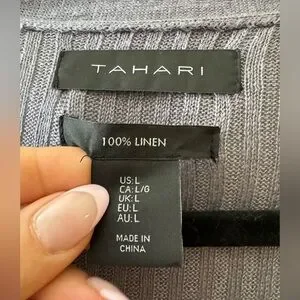 TAHARI
100% LINEN
US:L
CA:L/G
UK:L
EU:L
AU:L
MADE IN
CHINA